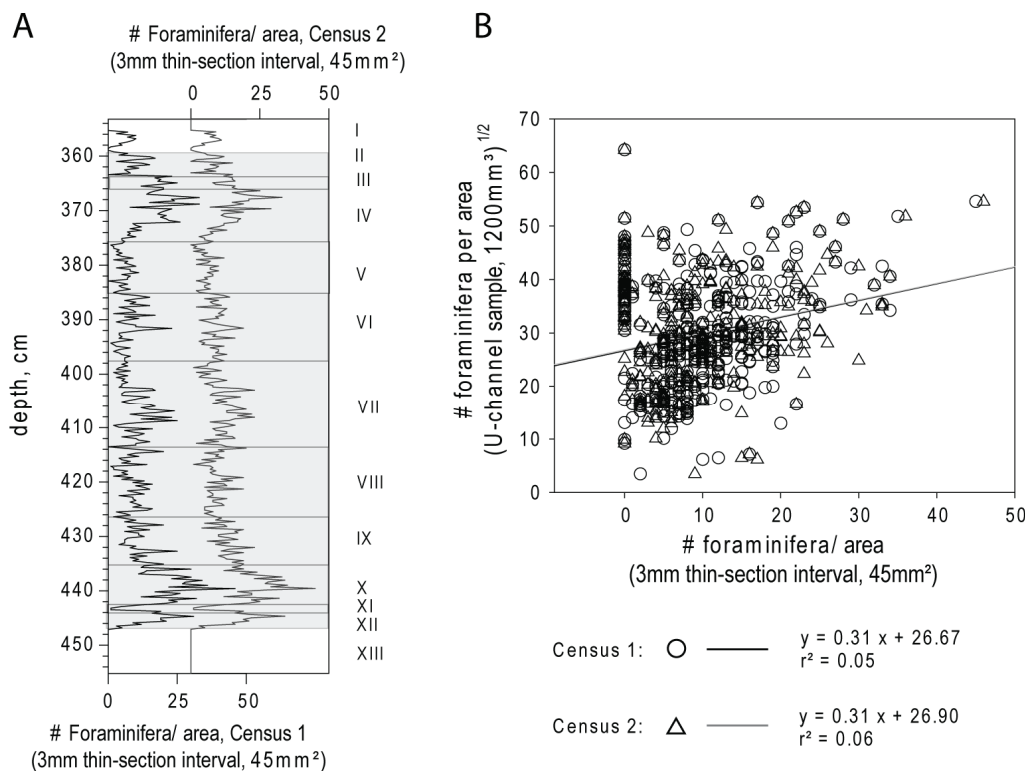 A
# Foraminifera/ area, Census 2
(3mm thin-section interval, 45mm²)
0 25 50
I
II
III
IV
V
VI
VII
VIII
IX
X
XI
XII
XIII
360
370
380
390
400
410
420
430
440
450
depth, cm
0 25 50
# Foraminifera/ area, Census 1
(3mm thin-section interval, 45mm²)
B
# foraminifera per area
(U-channel sample, 1200mm³) 1/2
70
60
50
40
30
20
10
0
0 10 20 30 40 50
# foraminifera/ area
(3mm thin-section interval, 45mm²)
Census 1: y = 0.31 x + 26.67
r² = 0.05
Census 2: y = 0.31 x + 26.90
r² = 0.06